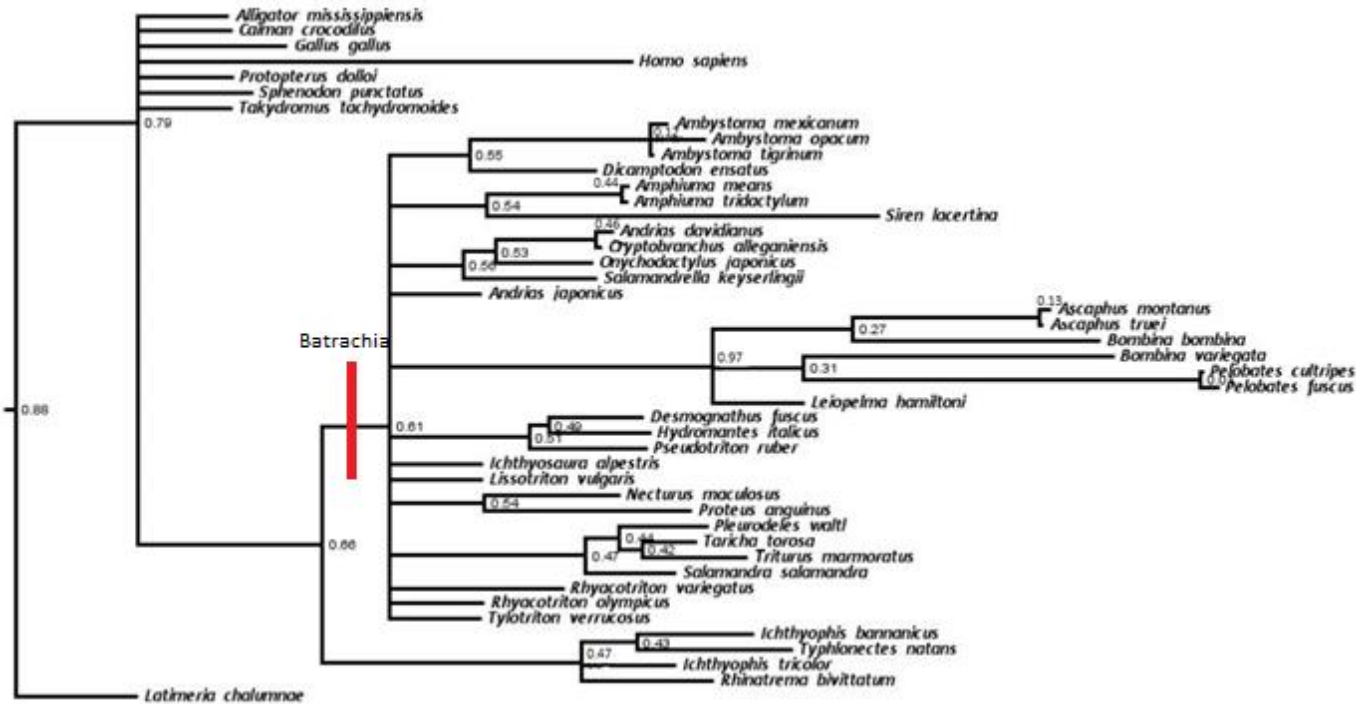 Alligator mississippiensis
Caiman crocodilus
Gallus gallus
Homo sapiens
Protopterus dolloi
Sphenodon punctatus
Takydromus tachydromoides
0.79
Ambystoma mexicanum
Ambystoma opacum
0.55
Ambystoma tigrinum
Dicamptodon ensatus
0.44
Amphiuma means
Amphiuma tridactylum
0.54
Siren lacertina
0.46
Andrias davidianus
Cryptobranchus alleganiensis
0.53
Onychodactylus japonicus
0.56
Salamandrella keyserlingii
Andrias japonicus
0.13
Ascaphus montanus
Ascaphus truei
0.27
Bombina bombina
Batrachia
0.97
Bombina variegata
0.31
Pelobates cultripes
Pelobates fuscus
Leiopelma hamiltoni
0.88
Desmognathus fuscus
0.61
0.49
Hydromantes italicus
0.51
Pseudotriton ruber
Ichthyosaura alpestris
Lissotriton vulgaris
Necturus maculosus
0.54
Proteus anguinus
Pleurodeles waltl
0.44
Taricha torosa
0.66
0.42
Triturus marmoratus
0.47
Salamandra salamandra
Rhyacotriton variegatus
Rhyacotriton olympicus
Tylotriton verrucosus
Ichthyophis bannanicus
0.43
Typhlonectes natans
0.47
Ichthyophis tricolor
Rhinatrema bivittatum
Latimeria chalumnae